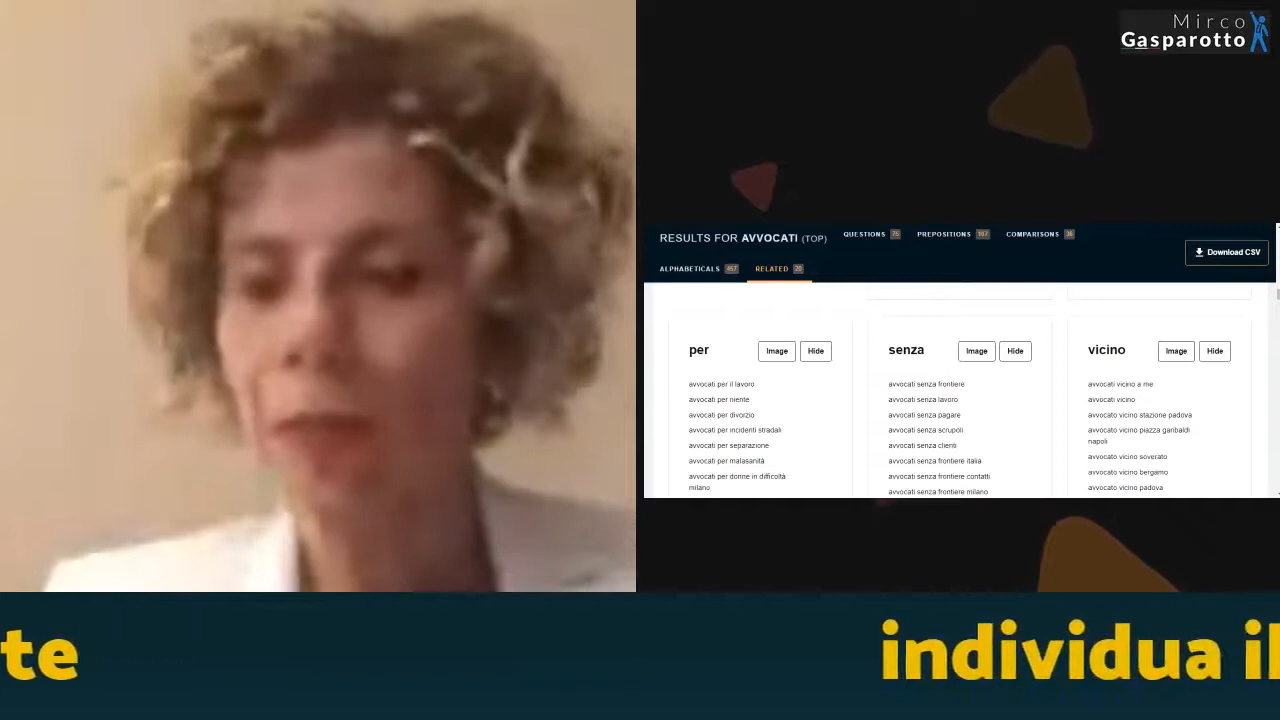 Mirco
Gasparotto
RESULTS FOR AVVOCATI (TOP)
QUESTIONS 75
PREPOSITIONS 187
COMPARISONS 36
Download CSV
ALPHABETICALS 457
RELATED 20
per
Image
Hide
avvocati per il lavoro
avvocati per niente
avvocati per divorzio
avvocati per incidenti stradali
avvocati per separazione
avvocati per malasanità
avvocati per donne in difficoltà
milano
senza
Image
Hide
avvocati senza frontiere
avvocati senza lavoro
avvocati senza pagare
avvocati senza scrupoli
avvocati senza clienti
avvocati senza frontiere italia
avvocati senza frontiere contatti
avvocati senza frontiere milano
vicino
Image
Hide
avvocati vicino a me
avvocati vicino
avvocato vicino stazione padova
avvocato vicino piazza garibaldi
napoli
avvocato vicino soverato
avvocato vicino bergamo
avvocato vicino padova
te
individua il